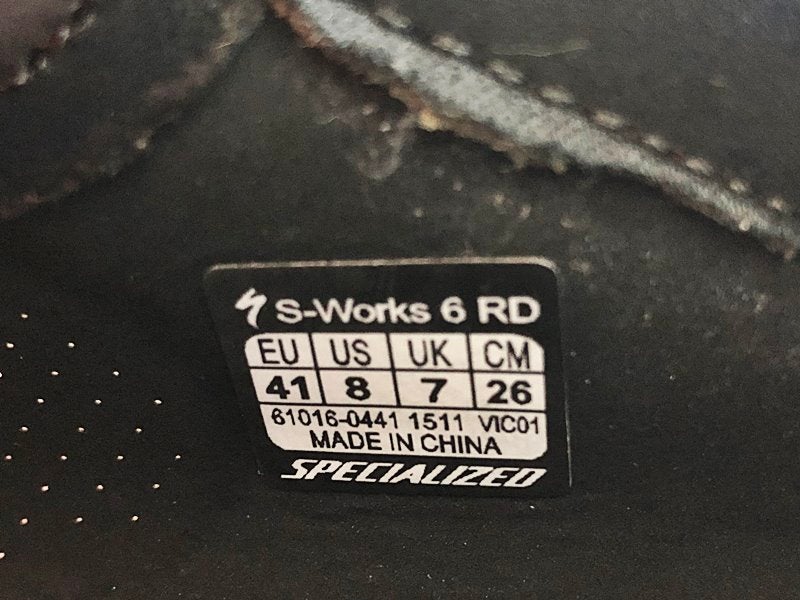 S-Works 6 RD
EU US UK CM
41 8 7 26
61016-0441 1511 VIC01
MADE IN CHINA
SPECIALIZED